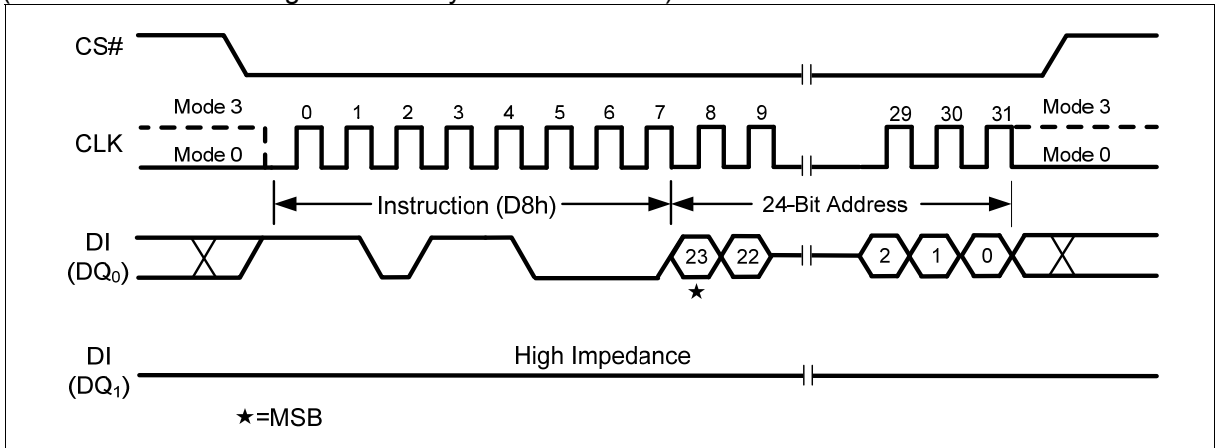 CS#
Mode 3
0 1 2 3 4 5 6 7 8 9 29 30 31
Mode 3
CLK
Mode 0
Mode 0
Instruction (D8h)
24-Bit Address
DI
(DQ0)
23 22 2 1 0
★
High Impedance
DI
(DQ1)
★=MSB